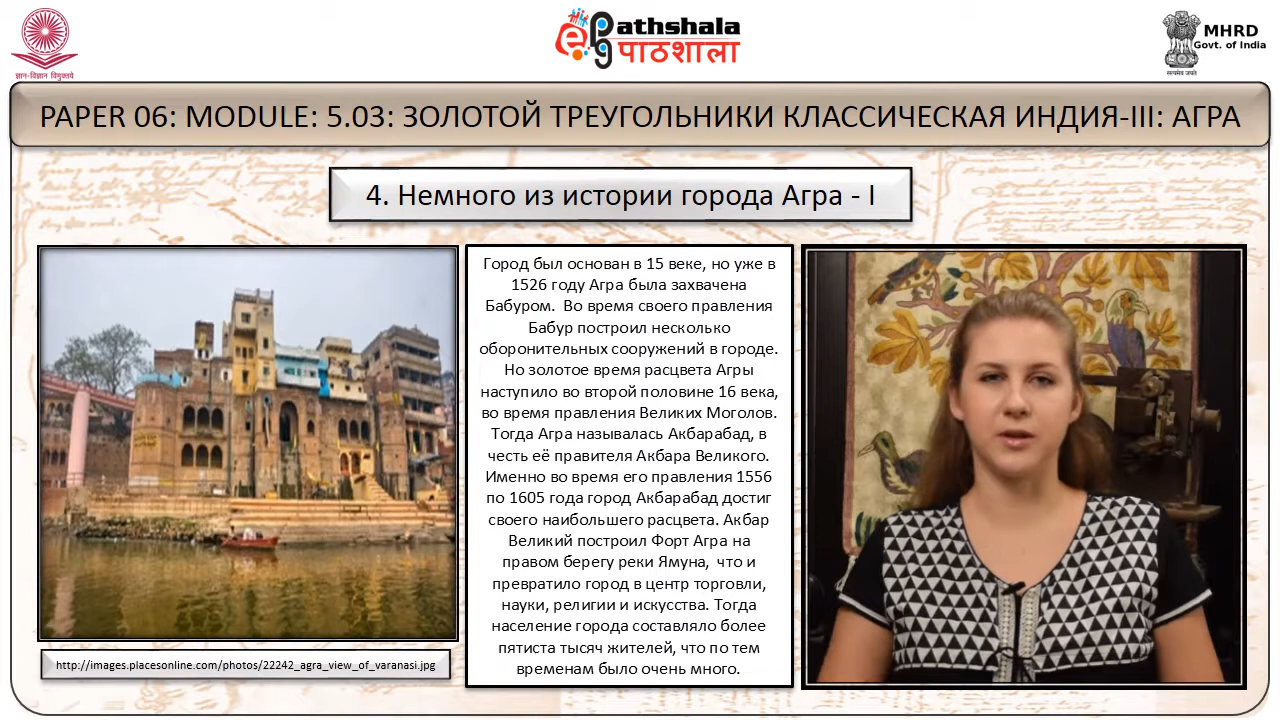 ज्ञान-विज्ञान विमुक्तये
ePathshala
पाठशाला
MHRD
Govt. of India
सत्यमेव जयते
PAPER 06: MODULE: 5.03: ЗОЛОТОЙ ТРЕУГОЛЬНИКИ КЛАССИЧЕСКАЯ ИНДИЯ-III: АГРА
4. Немного из истории города Агра - I
Город был основан в 15 веке, но уже в
1526 году Агра была захвачена
Бабуром. Во время своего правления
Бабур построил несколько
оборонительных сооружений в городе.
Но золотое время расцвета Агры
наступило во второй половине 16 века,
во время правления Великих Моголов.
Тогда Агра называлась Акбарабад, в
честь её правителя Акбара Великого.
Именно во время его правления 1556
по 1605 года город Акбарабад достиг
своего наибольшего расцвета. Акбар
Великий построил Форт Агра на
правом берегу реки Ямуна, что и
превратило город в центр торговли,
науки, религии и искусства. Тогда
население города составляло более
пятиста тысяч жителей, что по тем
временам было очень много.
http://images.placesonline.com/photos/22242_agra_view_of_varanasi.jpg